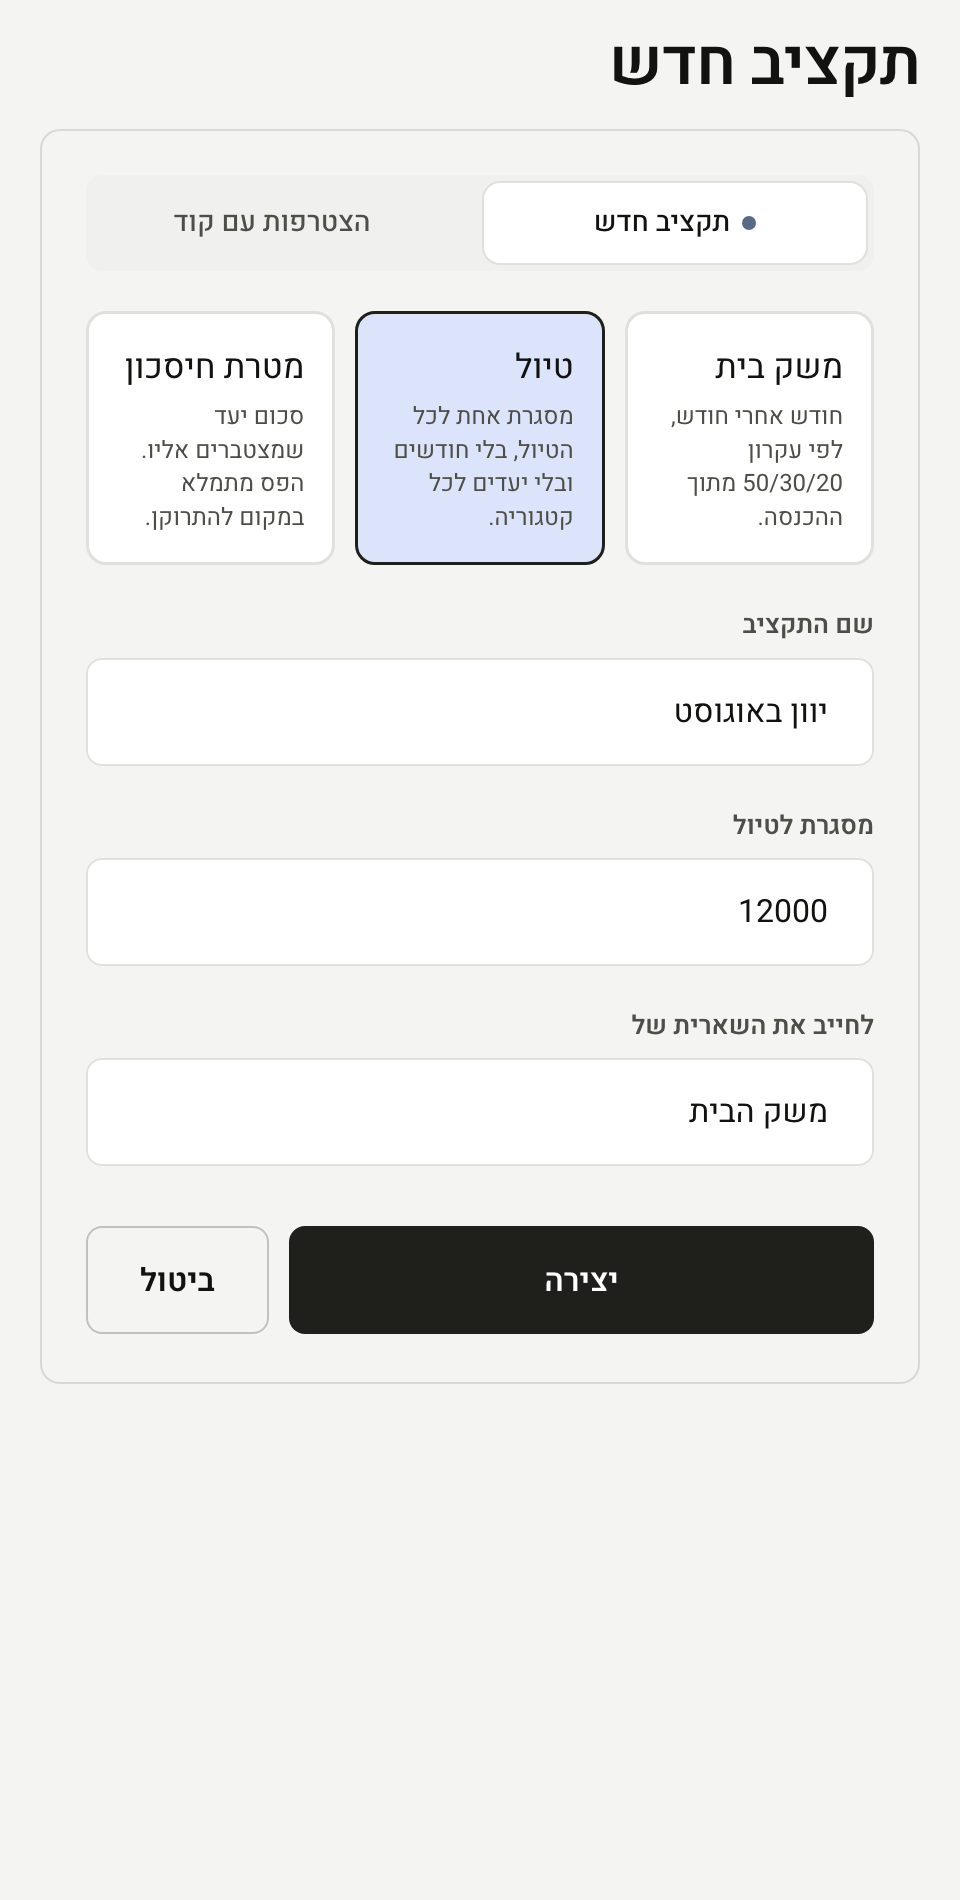 תקציב חדש
תקציב חדש
הצטרפות עם קוד
משק בית
חודש אחרי חודש,
לפי עקרון
50/30/20 מתוך
ההכנסה.
טיול
מסגרת אחת לכל
הטיול, בלי חודשים
ובלי יעדים לכל
קטגוריה.
מטרת חיסכון
סכום יעד
שמצטברים אליו.
הפס מתמלא
במקום להתרוקן.
שם התקציב
יוון באוגוסט
מסגרת לטיול
12000
לחייב את השארית של
משק הבית
יצירה
ביטול